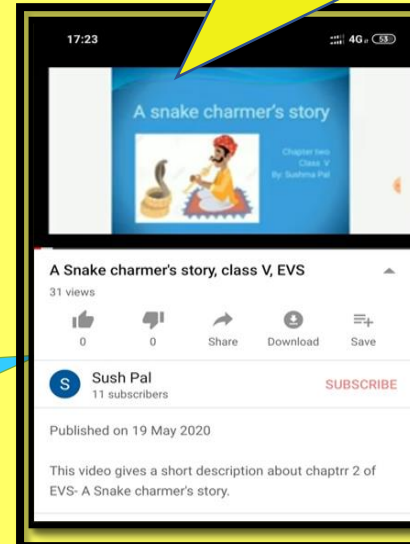 17:23 4G 53
A snake charmer's story
Chapter two
Class V
By: Sushma Pal
A Snake charmer's story, class V, EVS
31 views
0 0 Share Download Save
S Sush Pal SUBSCRIBE
11 subscribers
Published on 19 May 2020
This video gives a short description about chaptrr 2 of
EVS- A Snake charmer's story.